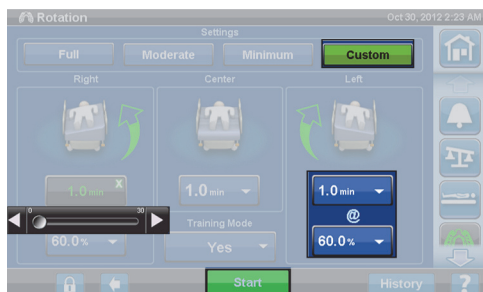 Rotation Oct 30, 2012 2:23 AM
Settings
Full Moderate Minimum Custom
Right Center Left
1.0 min X 1.0 min 1.0 min
0 30 @
60.0 % Training Mode 60.0 %
Yes
Start History ?